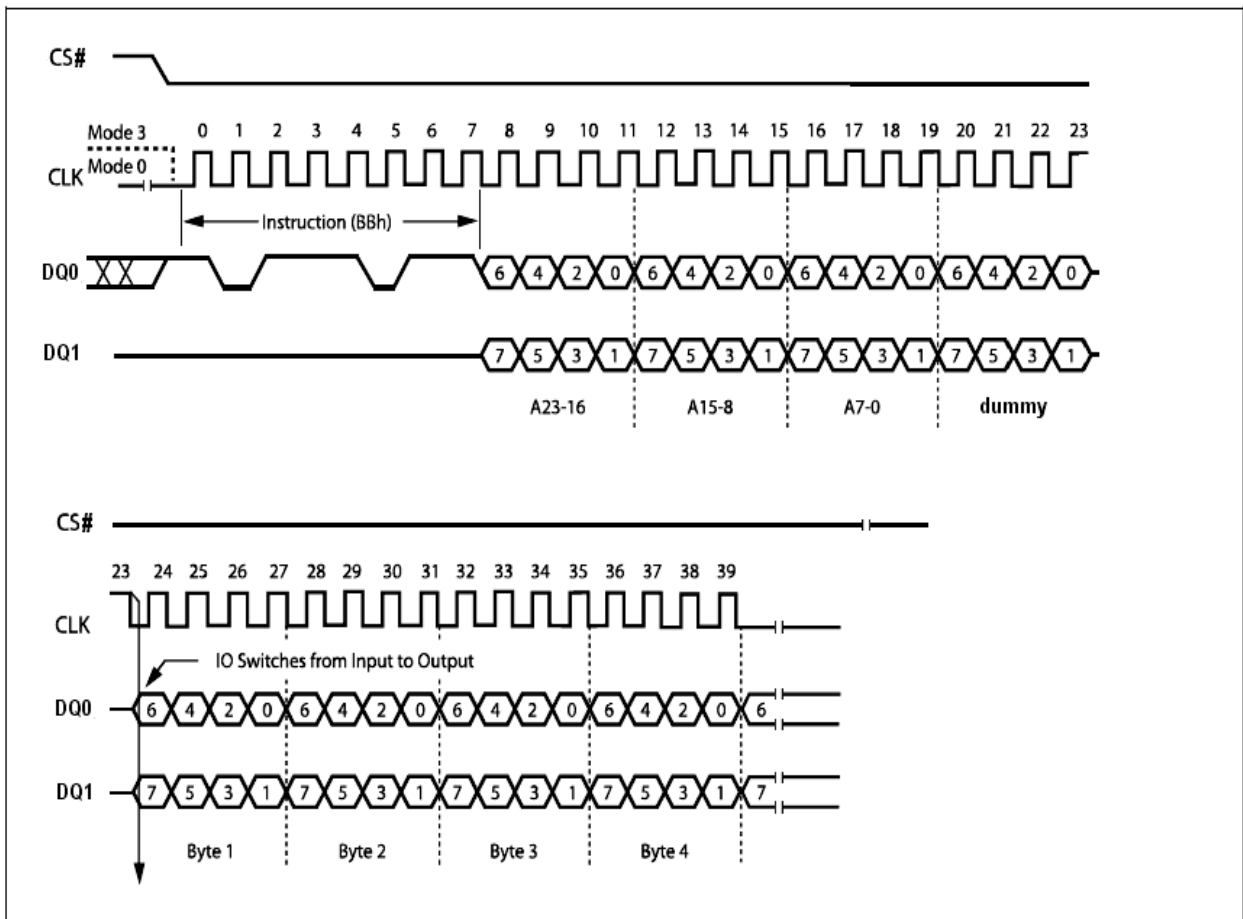 CS#
Mode 3
0 1 2 3 4 5 6 7 8 9 10 11 12 13 14 15 16 17 18 19 20 21 22 23
Mode 0
CLK
Instruction (BBh)
DQ0 6 4 2 0 6 4 2 0 6 4 2 0 6 4 2 0
DQ1 7 5 3 1 7 5 3 1 7 5 3 1 7 5 3 1
A23-16 A15-8 A7-0 dummy
CS#
23 24 25 26 27 28 29 30 31 32 33 34 35 36 37 38 39
CLK
IO Switches from Input to Output
DQ0 6 4 2 0 6 4 2 0 6 4 2 0 6 4 2 0 6
DQ1 7 5 3 1 7 5 3 1 7 5 3 1 7 5 3 1 7
Byte 1 Byte 2 Byte 3 Byte 4